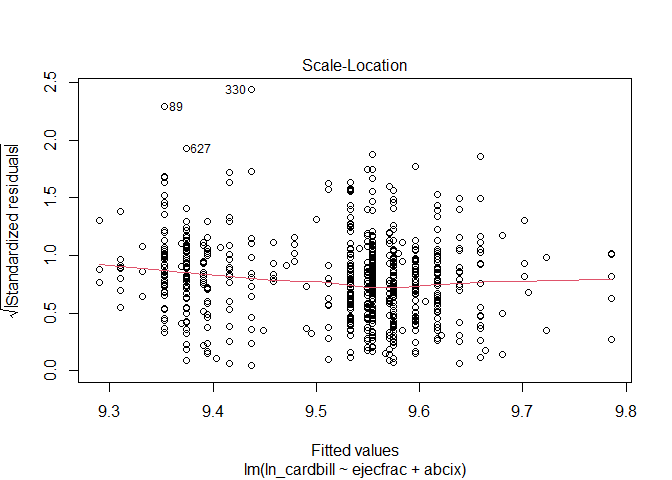 Scale-Location
√|Standardized residuals|
2.5
2.0
1.5
1.0
0.5
0.0
330
89
627
9.3 9.4 9.5 9.6 9.7 9.8
Fitted values
lm(ln_cardbill ~ ejecfrac + abcix)